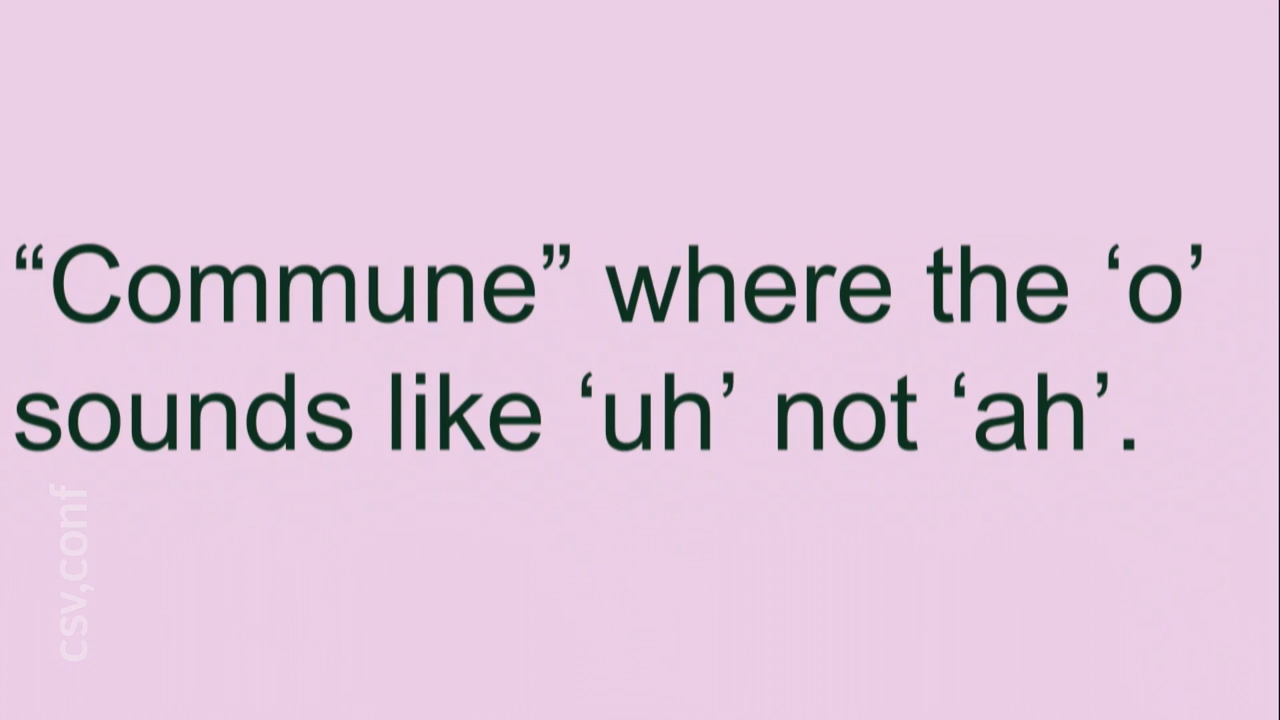 “Commune” where the ‘o’
sounds like ‘uh’ not ‘ah’.
csv,conf